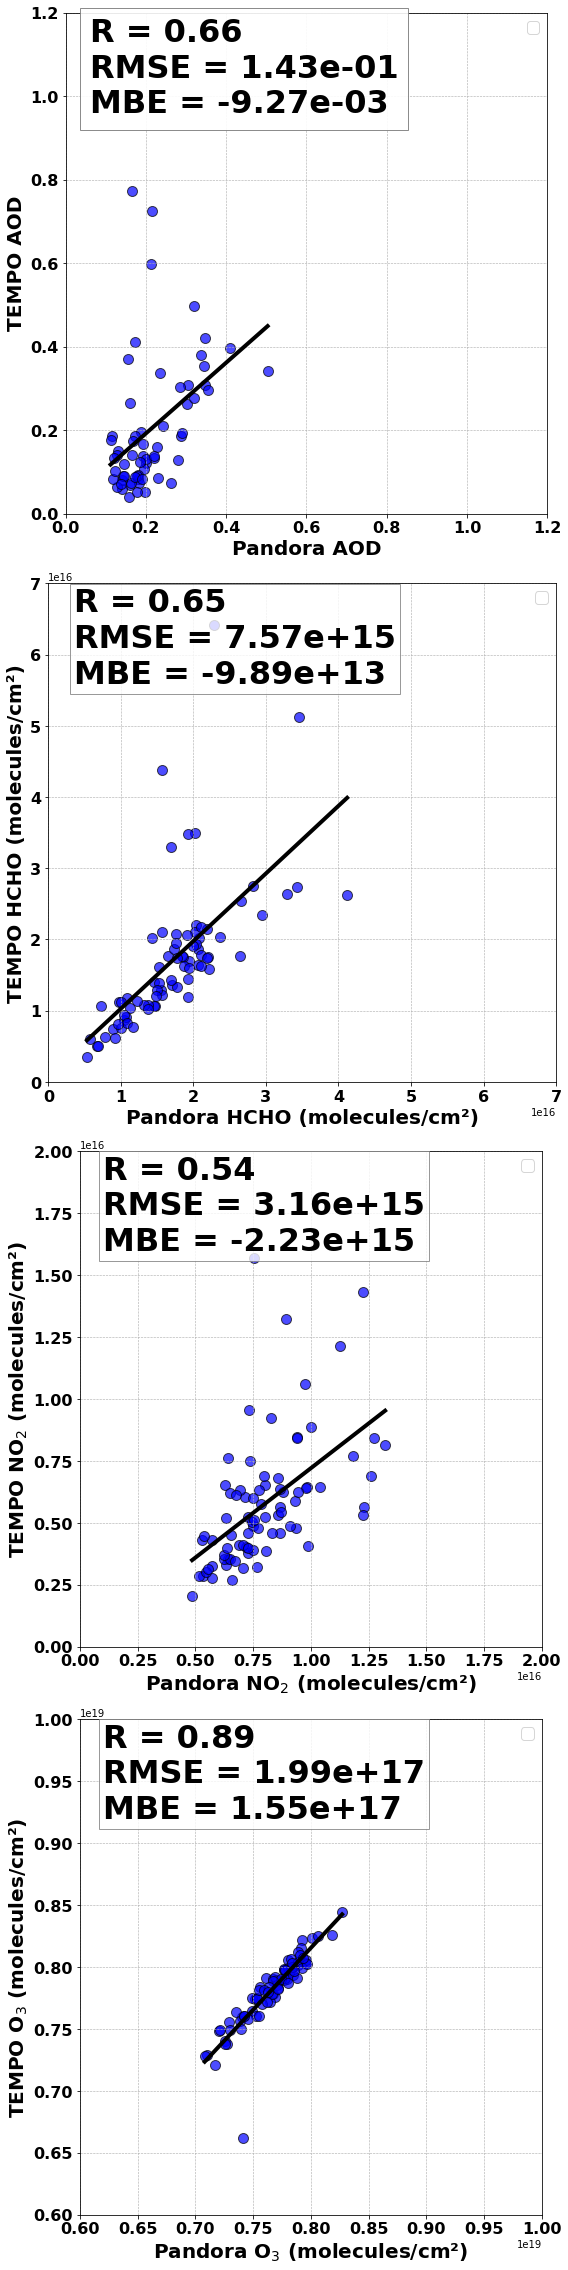 R = 0.66
RMSE = 1.43e-01
MBE = -9.27e-03
1.2
1.0
0.8
0.6
0.4
0.2
0.0
TEMPO AOD
0.0 0.2 0.4 0.6 0.8 1.0 1.2
Pandora AOD
1e16
R = 0.65
RMSE = 7.57e+15
MBE = -9.89e+13
7
6
5
4
3
2
1
0
TEMPO HCHO (molecules/cm²)
0 1 2 3 4 5 6 7
Pandora HCHO (molecules/cm²)
1e16
1e16
R = 0.54
RMSE = 3.16e+15
MBE = -2.23e+15
2.00
1.75
1.50
1.25
1.00
0.75
0.50
0.25
0.00
TEMPO NO₂ (molecules/cm²)
0.00 0.25 0.50 0.75 1.00 1.25 1.50 1.75 2.00
Pandora NO₂ (molecules/cm²)
1e16
1e19
R = 0.89
RMSE = 1.99e+17
MBE = 1.55e+17
1.00
0.95
0.90
0.85
0.80
0.75
0.70
0.65
0.60
TEMPO O₃ (molecules/cm²)
0.60 0.65 0.70 0.75 0.80 0.85 0.90 0.95 1.00
Pandora O₃ (molecules/cm²)
1e19